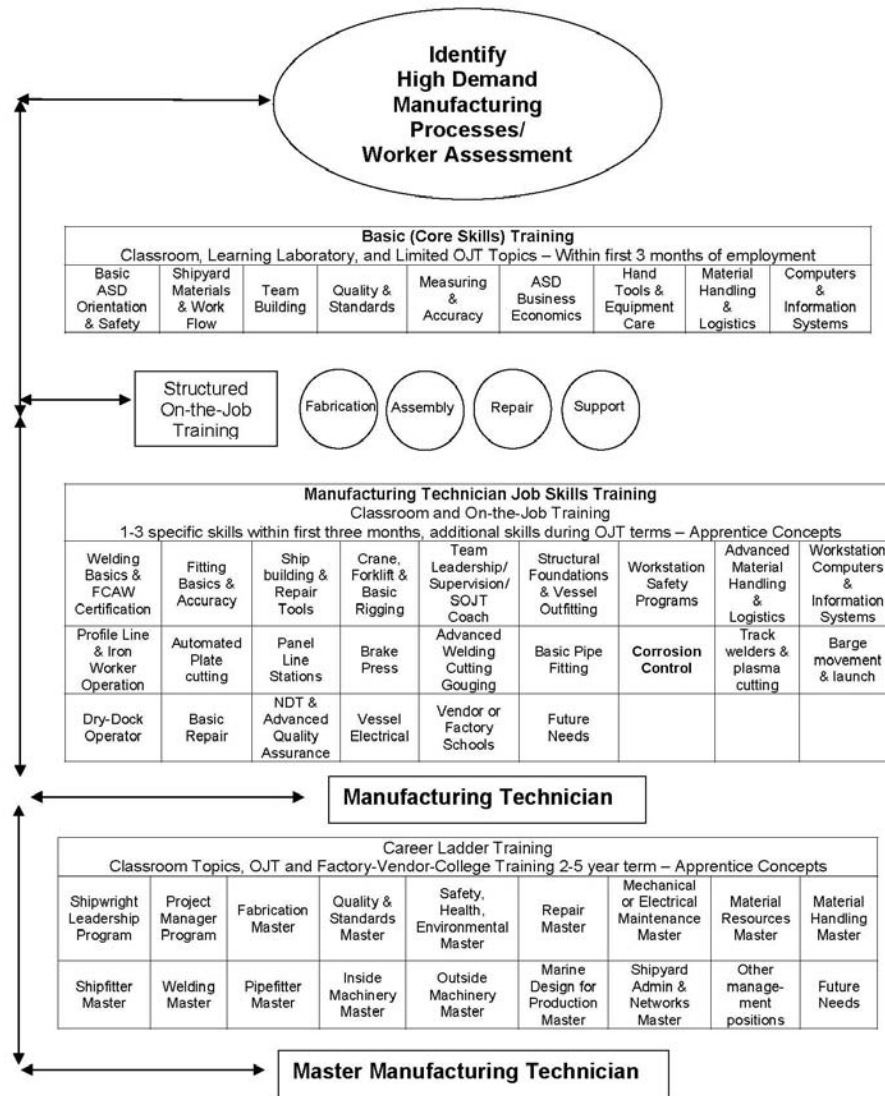 Identify
High Demand
Manufacturing
Processes/
Worker Assessment
Basic (Core Skills) Training
Classroom, Learning Laboratory, and Limited OJT Topics – Within first 3 months of employment
Basic
ASD
Orientation
& Safety
Shipyard
Materials
& Work
Flow
Team
Building
Quality &
Standards
Measuring
&
Accuracy
ASD
Business
Economics
Hand
Tools &
Equipment
Care
Material
Handling
&
Logistics
Computers
&
Information
Systems
Structured
On-the-Job
Training
Fabrication
Assembly
Repair
Support
Manufacturing Technician Job Skills Training
Classroom and On-the-Job Training
1-3 specific skills within first three months, additional skills during OJT terms – Apprentice Concepts
Welding
Basics &
FCAW
Certification
Fitting
Basics &
Accuracy
Ship
building &
Repair
Tools
Crane,
Forklift &
Basic
Rigging
Team
Leadership/
Supervision/
SOJT
Coach
Structural
Foundations
& Vessel
Outfitting
Workstation
Safety
Programs
Advanced
Material
Handling
&
Logistics
Workstation
Computers
&
Information
Systems
Profile Line
& Iron
Worker
Operation
Automated
Plate
cutting
Panel
Line
Stations
Brake
Press
Advanced
Welding
Cutting
Gouging
Basic Pipe
Fitting
Corrosion
Control
Track
welders &
plasma
cutting
Barge
movement
& launch
Dry-Dock
Operator
Basic
Repair
NDT &
Advanced
Quality
Assurance
Vessel
Electrical
Vendor or
Factory
Schools
Future
Needs
Manufacturing Technician
Career Ladder Training
Classroom Topics, OJT and Factory-Vendor-College Training 2-5 year term – Apprentice Concepts
Shipwright
Leadership
Program
Project
Manager
Program
Fabrication
Master
Quality &
Standards
Master
Safety,
Health,
Environmental
Master
Repair
Master
Mechanical
or Electrical
Maintenance
Master
Material
Resources
Master
Material
Handling
Master
Shipfitter
Master
Welding
Master
Pipefitter
Master
Inside
Machinery
Master
Outside
Machinery
Master
Marine
Design for
Production
Master
Shipyard
Admin &
Networks
Master
Other
manage-
ment
positions
Future
Needs
Master Manufacturing Technician